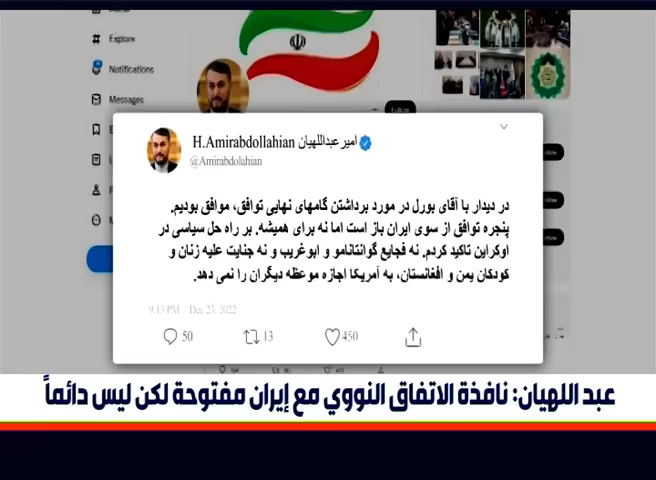 Explore
Notifications
Messages
H.Amirabdollahian امیرعبداللهیان
@Amirabdolahian
در دیدار با آقای بورل در مورد برداشتن گامهای نهایی توافق، موافق بودیم.
پنجره توافق از سوی ایران باز است اما نه برای همیشه. بر راه حل سیاسی در
اوکراین تاکید کردم. نه فجایع گوانتانامو و ابوغریب و نه جنایت علیه زنان و
کودکان یمن و افغانستان، به آمریکا اجازه موعظه دیگران را نمی دهد.
9:13 PM - Dec 23, 2022
50 13 450
عبد اللهيان: نافذة الاتفاق النووي مع إيران مفتوحة لكن ليس دائماً